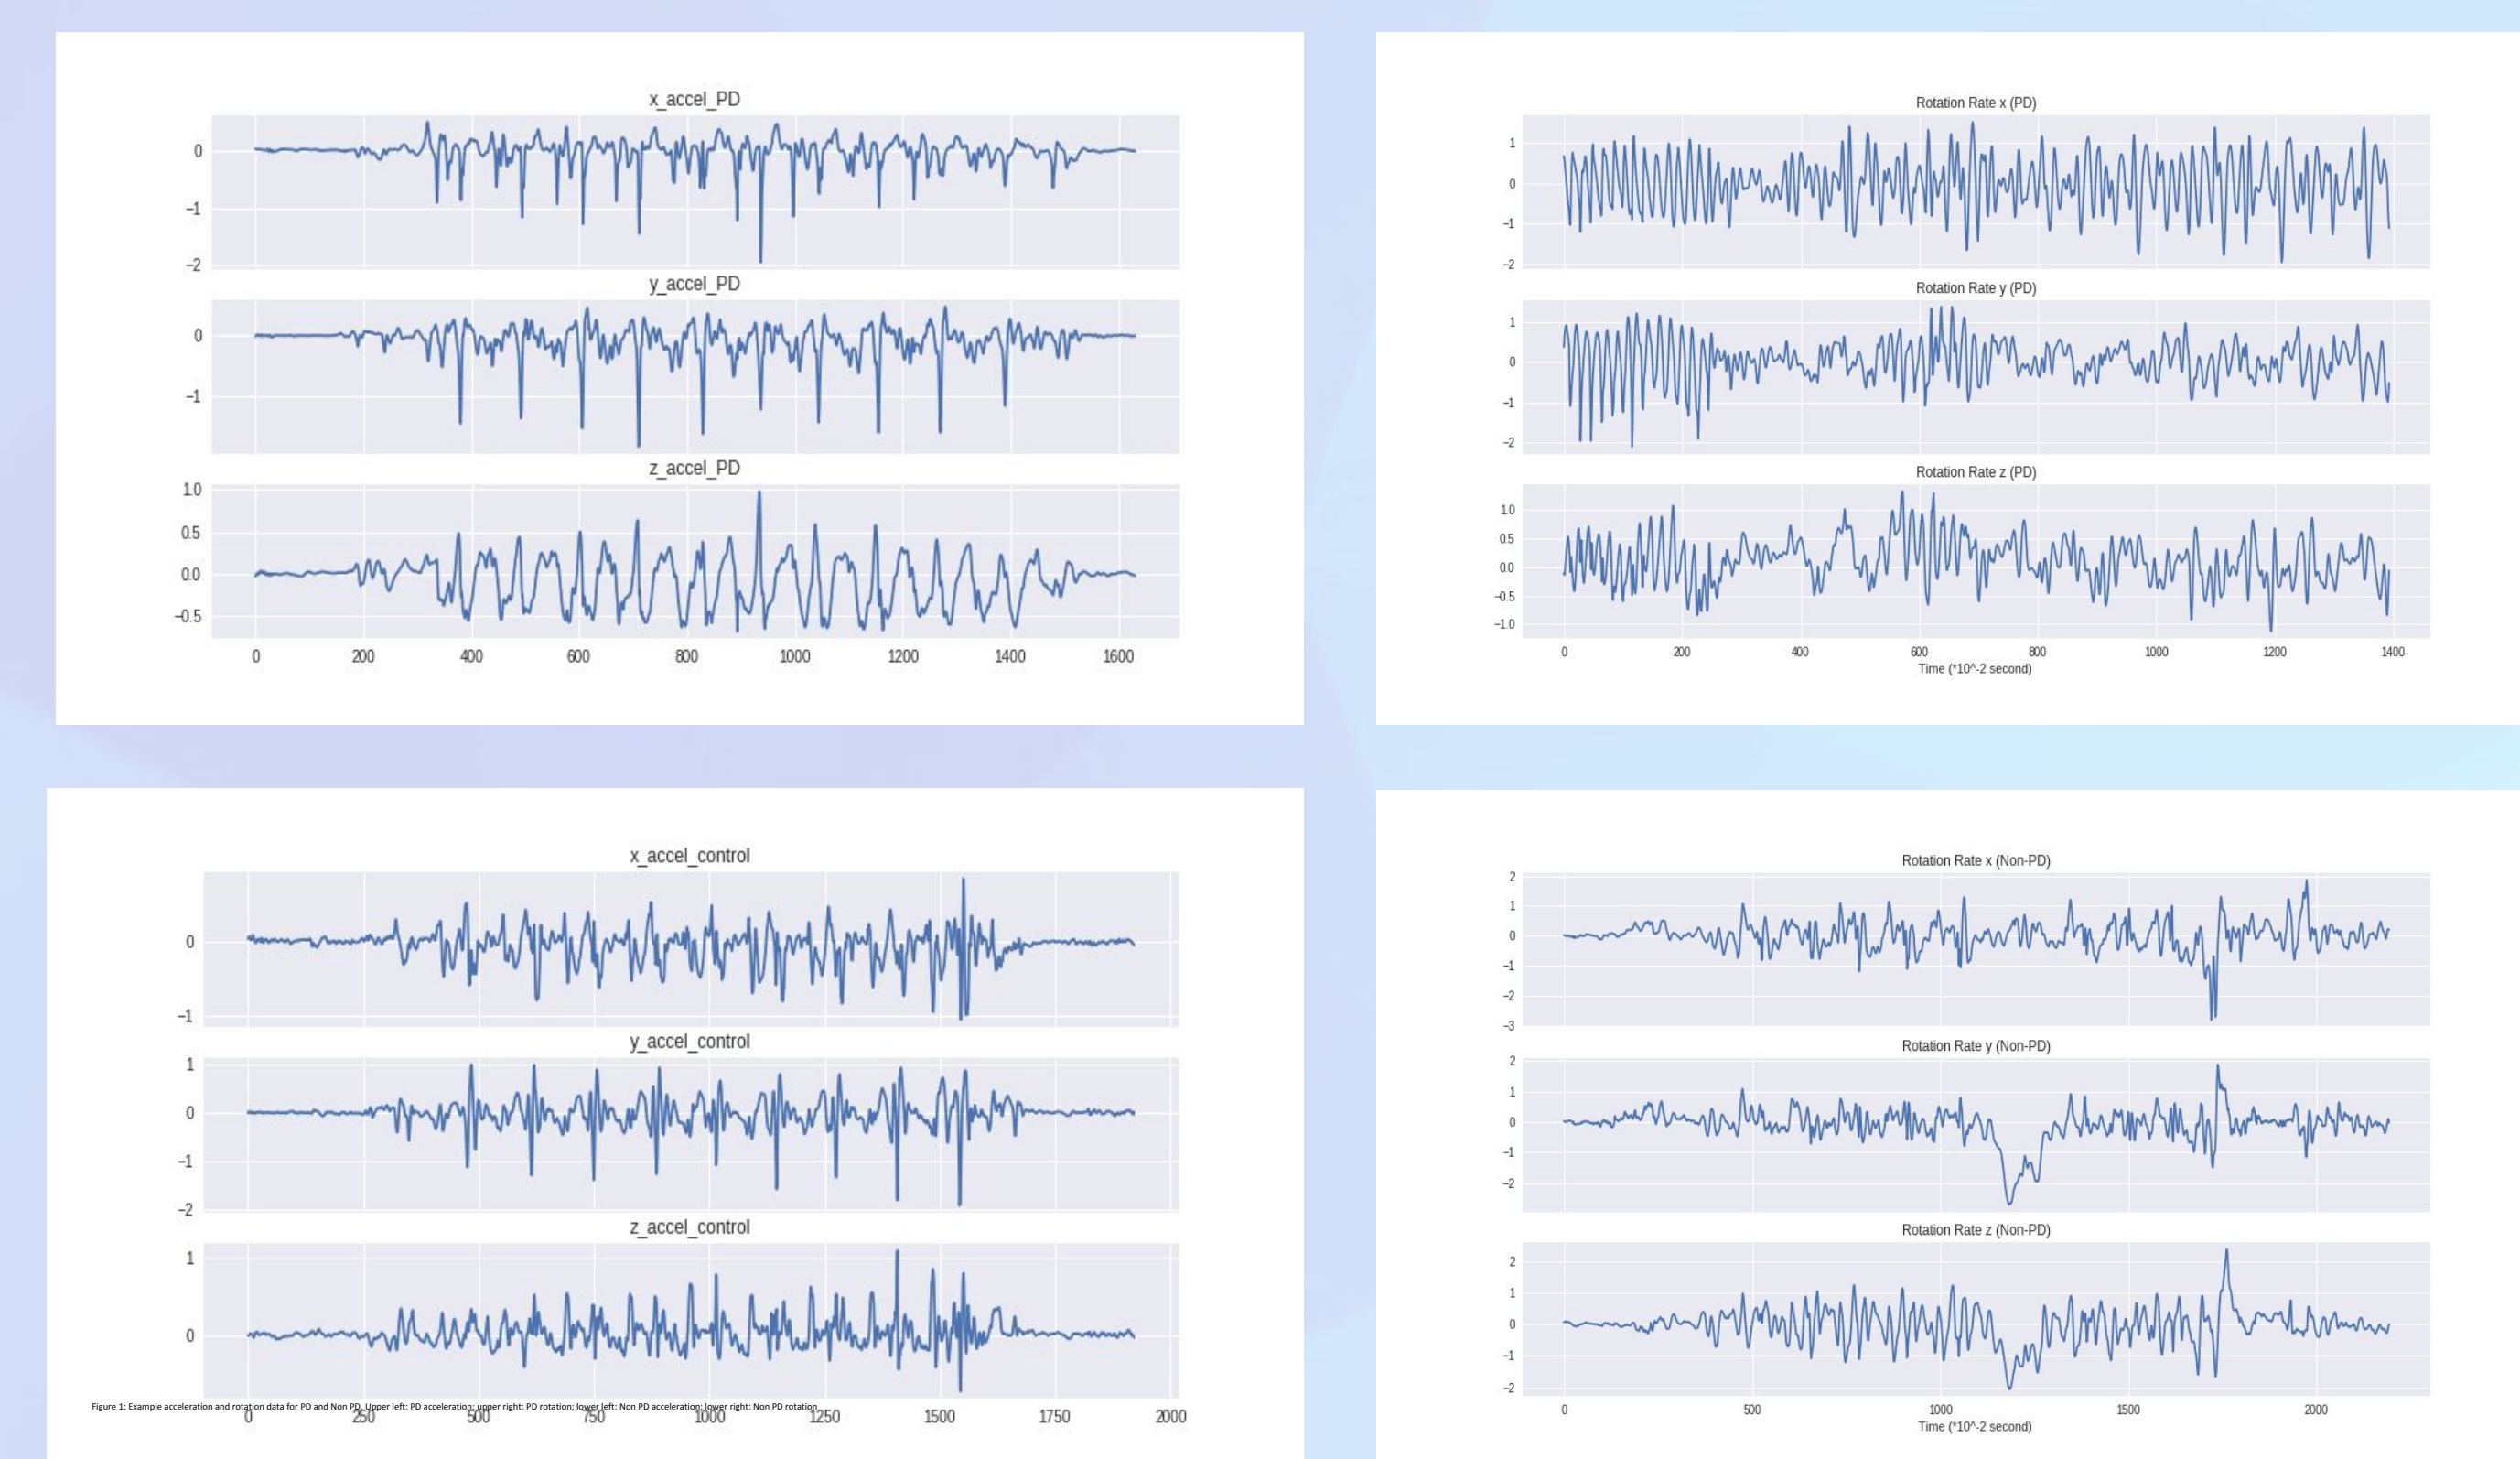 x_accel_PD
0
−1
−2
y_accel_PD
0
−1
z_accel_PD
1.0
0.5
0.0
−0.5
0 200 400 600 800 1000 1200 1400 1600
Rotation Rate x (PD)
1
0
−1
−2
Rotation Rate y (PD)
1
0
−1
−2
Rotation Rate z (PD)
1.0
0.5
0.0
−0.5
−1.0
0 200 400 600 800 1000 1200 1400
Time (*10^-2 second)
x_accel_control
0
−1
y_accel_control
1
0
−1
−2
z_accel_control
1
0
Figure 1: Example acceleration and rotation data for PD and Non PD. Upper left: PD acceleration; upper right: PD rotation; lower left: Non PD acceleration; lower right: Non PD rotation
0 250 500 750 1000 1250 1500 1750 2000
Rotation Rate x (Non-PD)
2
1
0
−1
−2
−3
Rotation Rate y (Non-PD)
2
1
0
−1
−2
Rotation Rate z (Non-PD)
2
1
0
−1
−2
0 500 1000 1500 2000
Time (*10^-2 second)